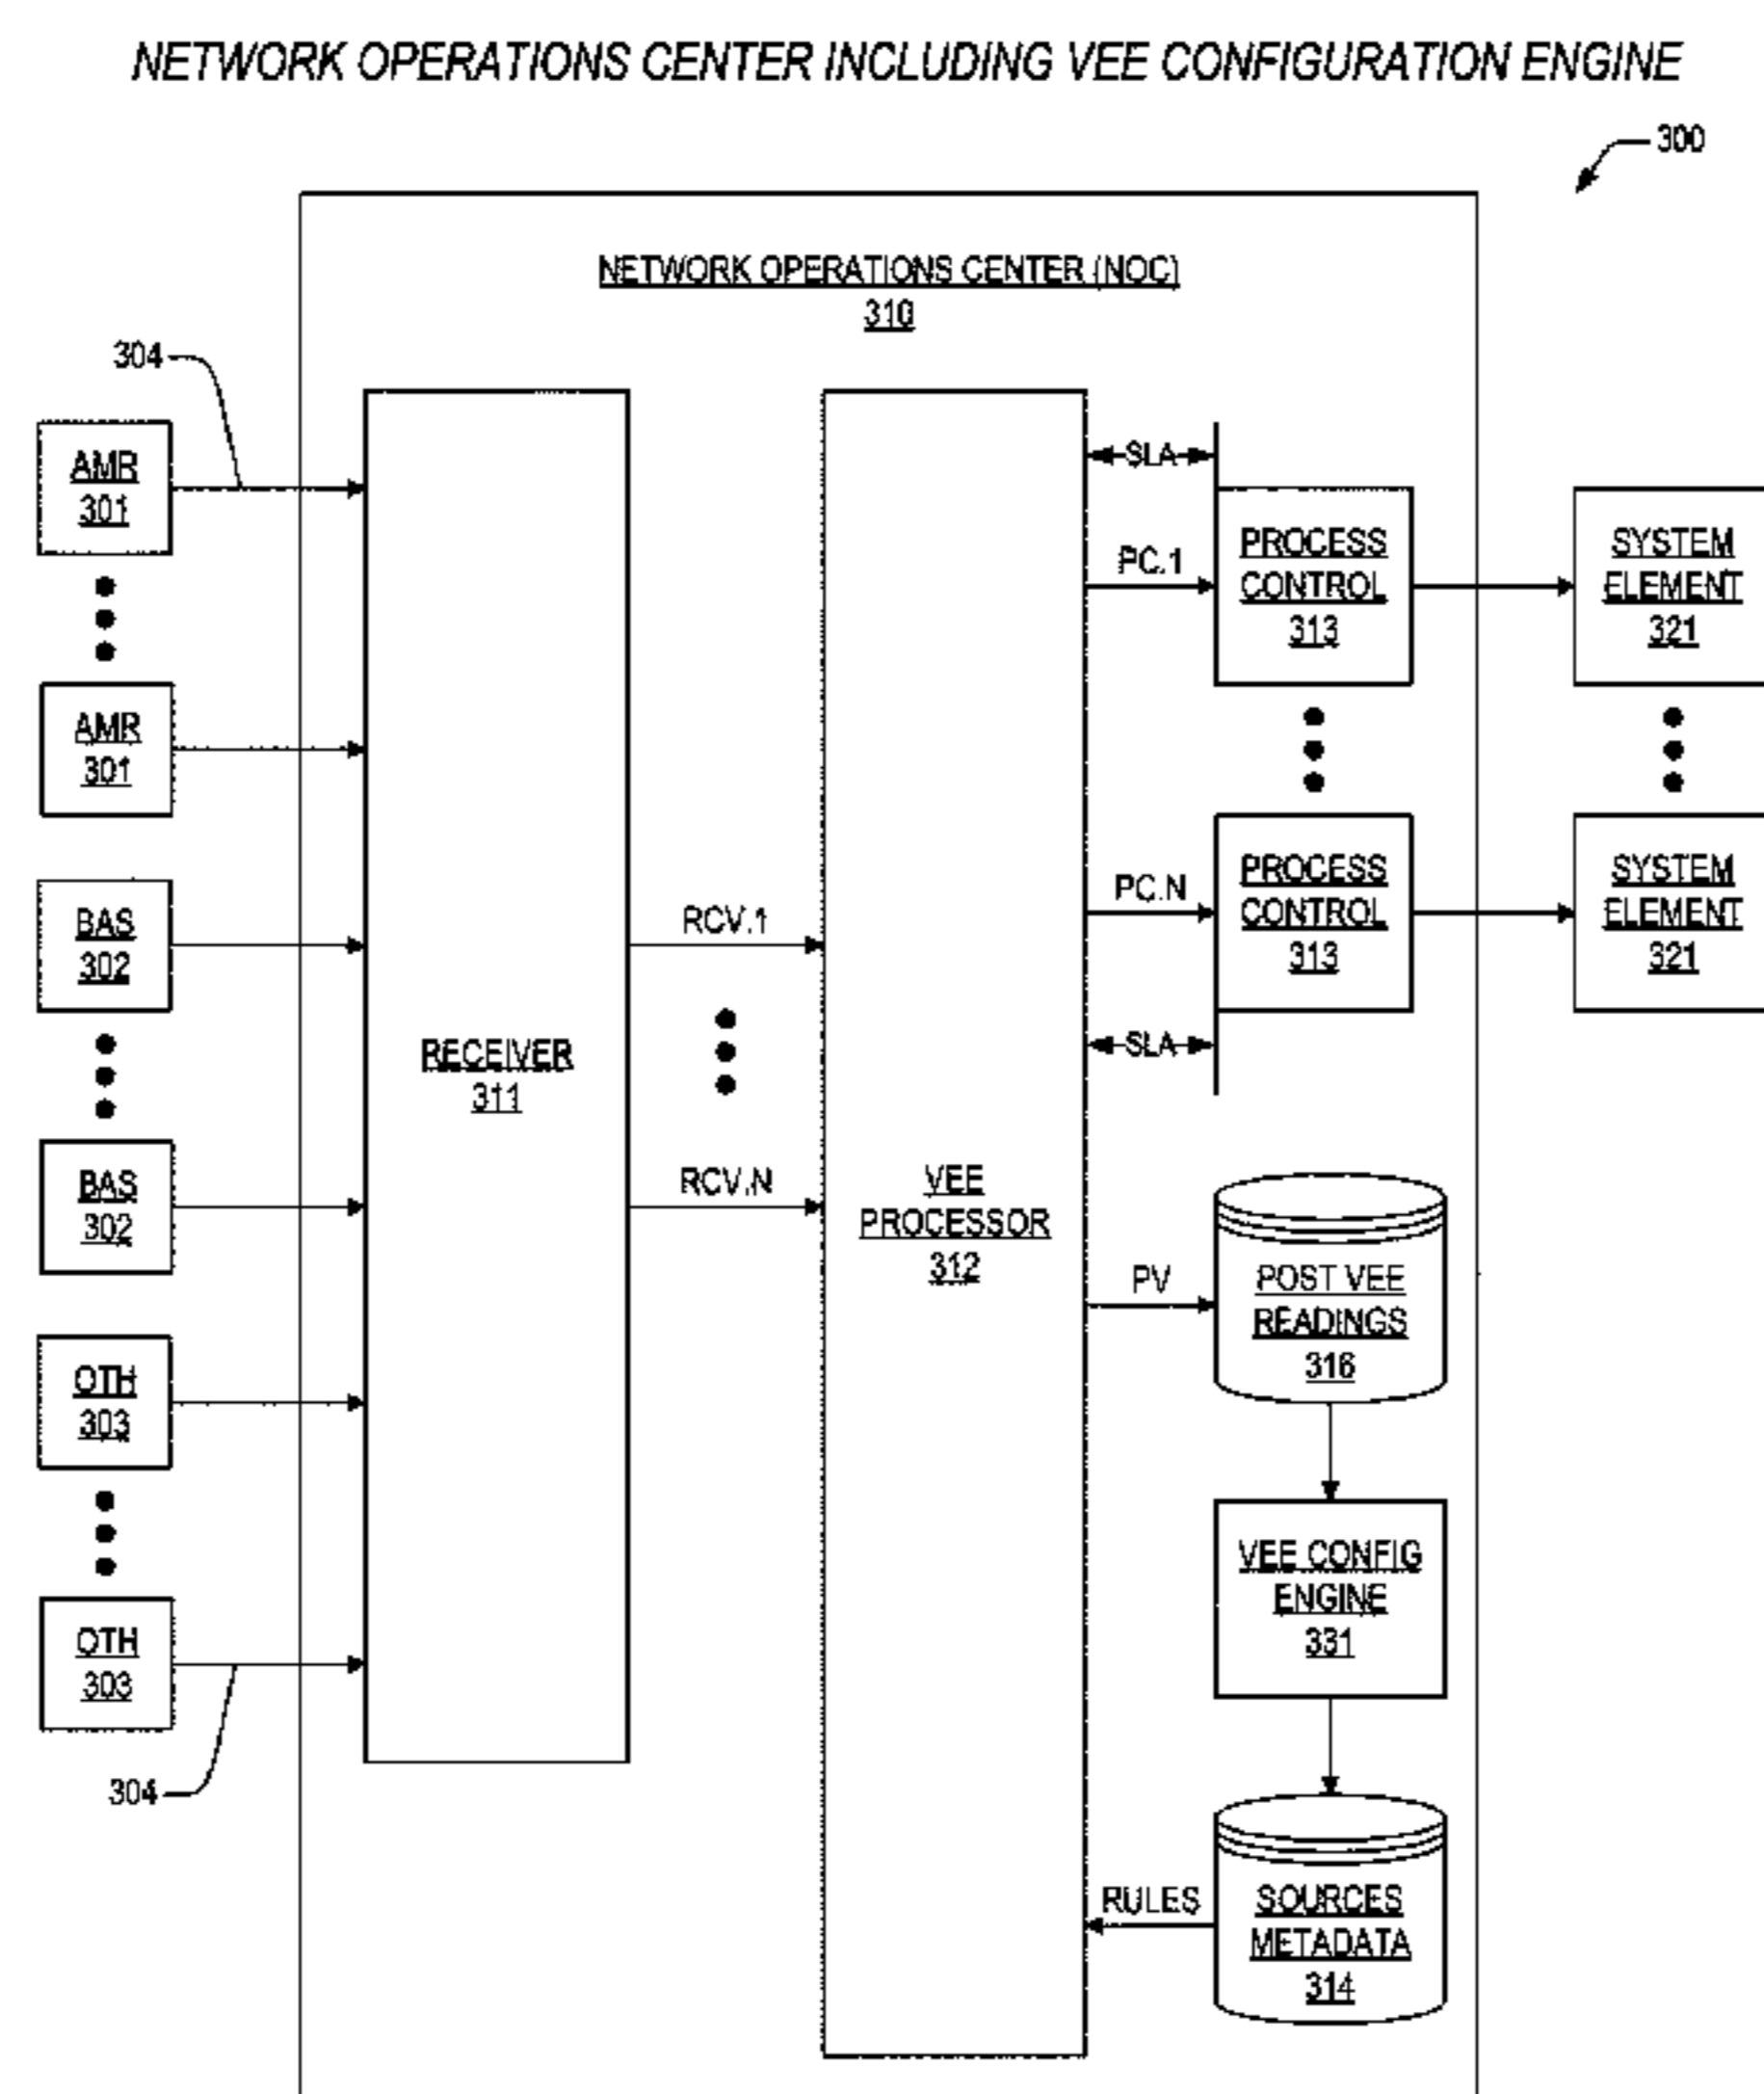 NETWORK OPERATIONS CENTER INCLUDING VEE CONFIGURATION ENGINE
300
NETWORK OPERATIONS CENTER (NOC)
310
304
AMR
301
AMR
301
BAS
302
BAS
302
OTH
303
OTH
303
304
RECEIVER
311
RCV.1
RCV.N
VEE
PROCESSOR
312
SLA
PC.1
PROCESS
CONTROL
313
SYSTEM
ELEMENT
321
PC.N
PROCESS
CONTROL
313
SYSTEM
ELEMENT
321
SLA
PV
POST VEE
READINGS
316
VEE CONFIG
ENGINE
331
RULES
SOURCES
METADATA
314